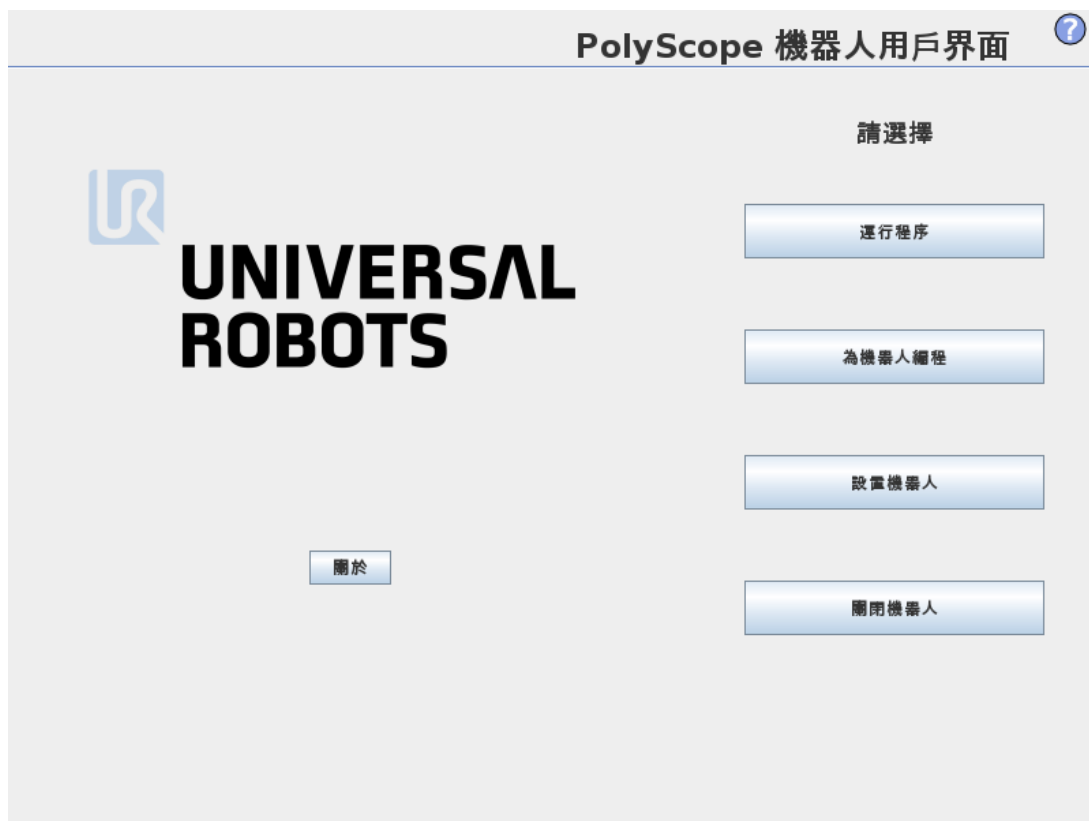 PolyScope 機器人用戶界面
?
請選擇
UR
UNIVERSAL
ROBOTS
運行程序
為機器人編程
設置機器人
關於
關閉機器人